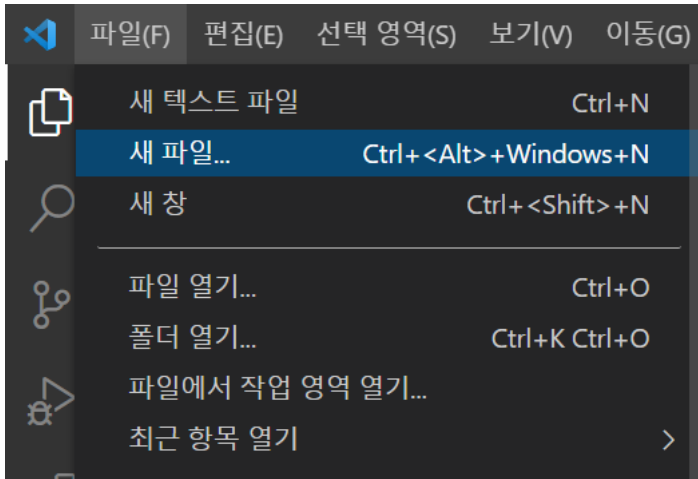 파일(F) 편집(E) 선택 영역(S) 보기(V) 이동(G)
새 텍스트 파일 Ctrl+N
새 파일... Ctrl+<Alt>+Windows+N
새 창 Ctrl+<Shift>+N
파일 열기... Ctrl+O
폴더 열기... Ctrl+K Ctrl+O
파일에서 작업 영역 열기...
최근 항목 열기